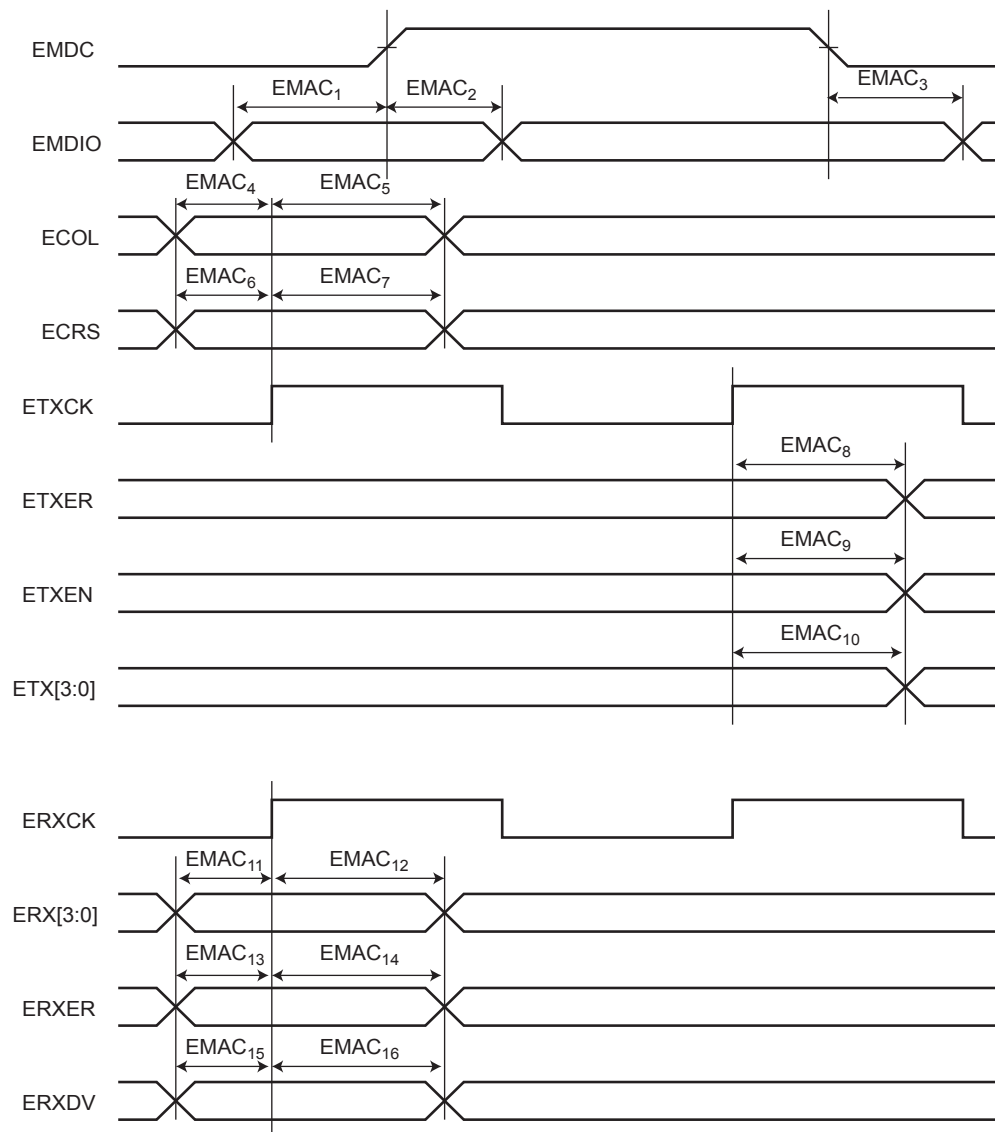 EMDC
EMAC₁ EMAC₂ EMAC₃
EMDIO
EMAC₄ EMAC₅
ECOL
EMAC₆ EMAC₇
ECRS
ETXCK
EMAC₈
ETXER
EMAC₉
ETXEN
EMAC₁₀
ETX[3:0]
ERXCK
EMAC₁₁ EMAC₁₂
ERX[3:0]
EMAC₁₃ EMAC₁₄
ERXER
EMAC₁₅ EMAC₁₆
ERXDV